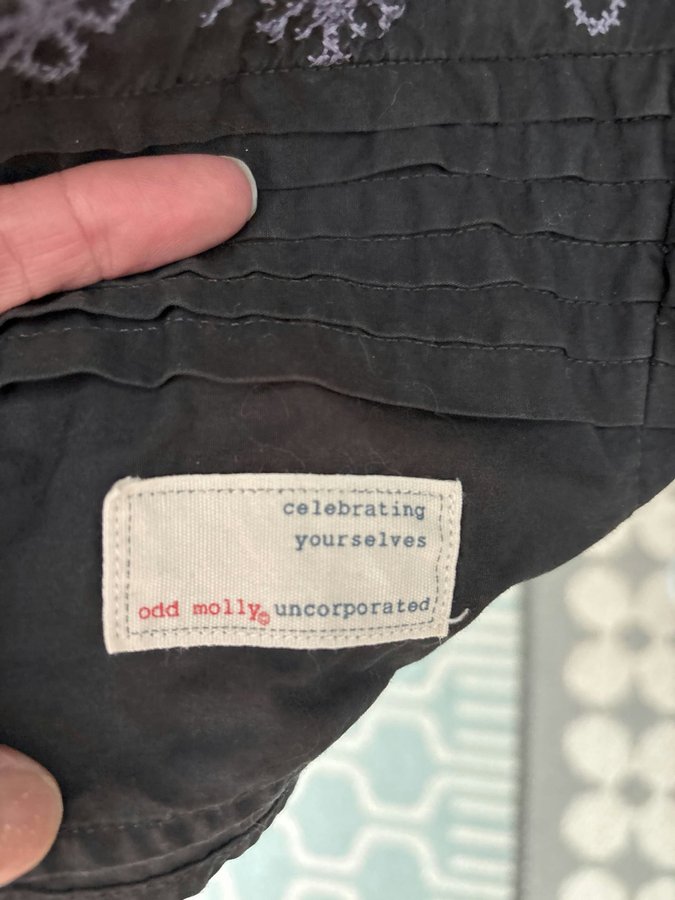 celebrating
yourselves
odd molly© uncorporated